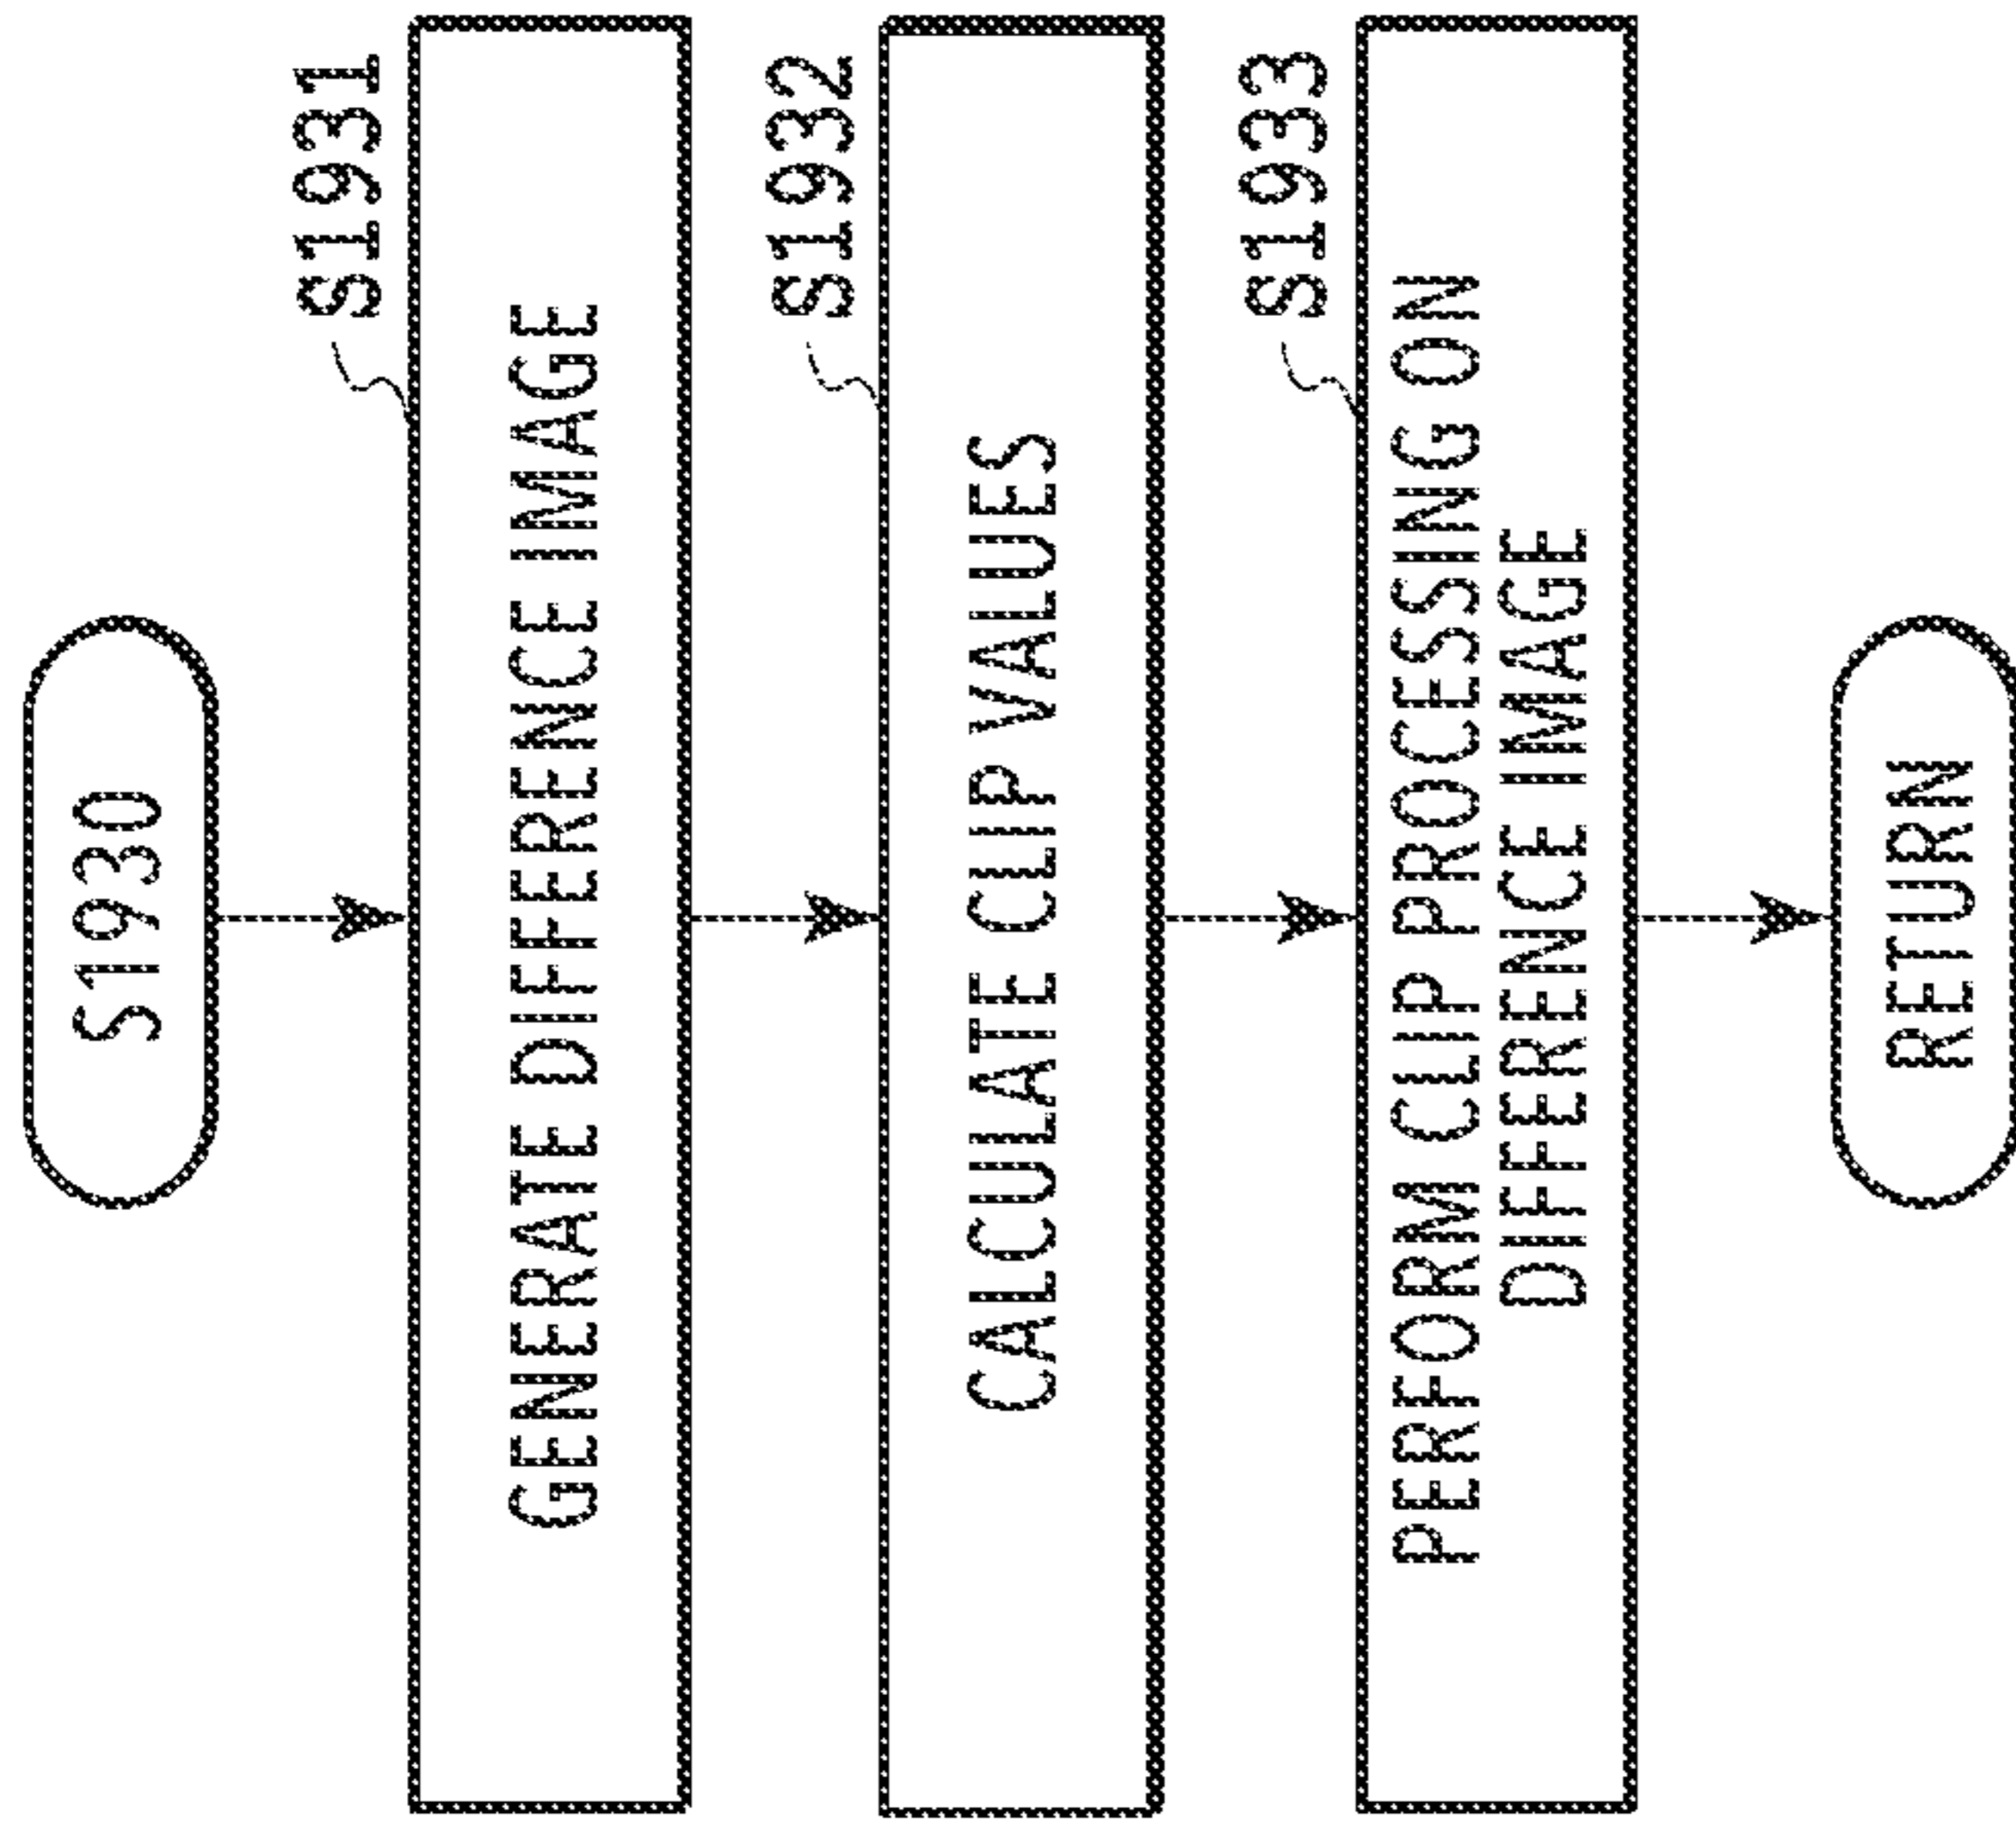 S1930
S1931
GENERATE DIFFERENCE IMAGE
S1932
CALCULATE CLIP VALUES
S1933
PERFORM CLIP PROCESSING ON
DIFFERENCE IMAGE
RETURN